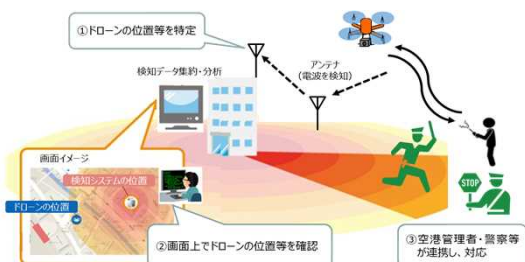 ①ドローンの位置等を特定
検知データ集約・分析
アンテナ
(電波を検知)
画面イメージ
検知システムの位置
ドローンの位置
②画面上でドローンの位置等を確認
STOP
③空港管理者・警察等
が連携し、対応